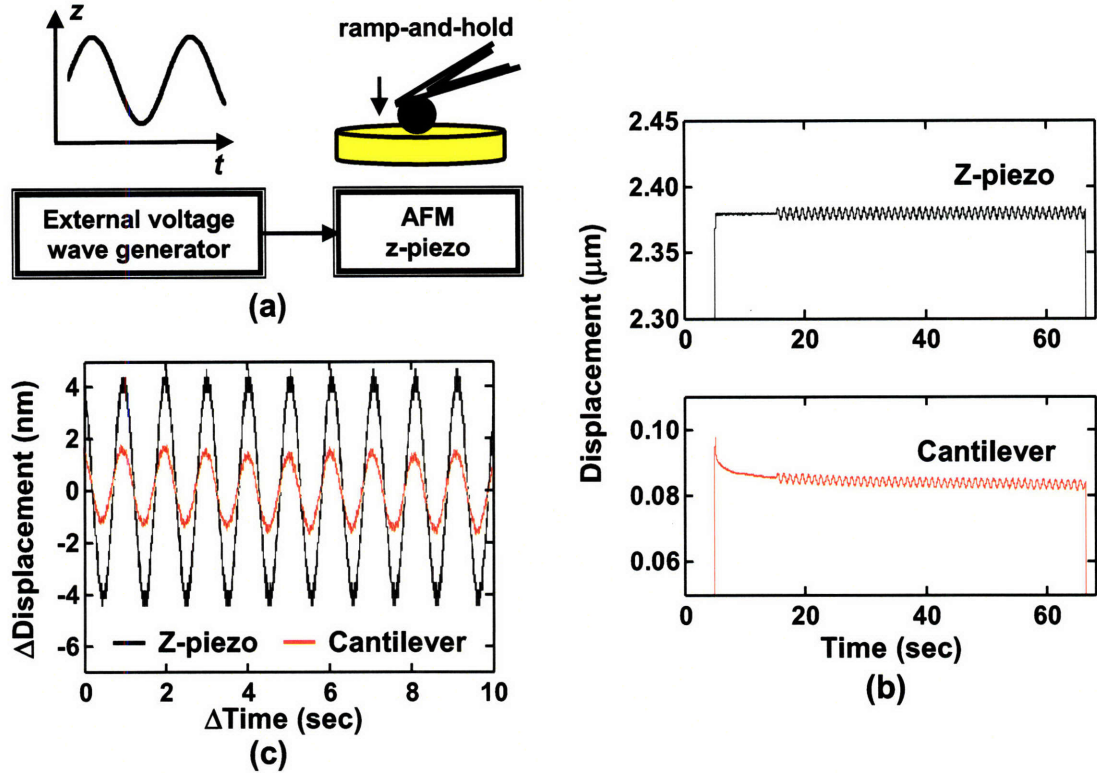 z
t
ramp-and-hold
External voltage
wave generator
AFM
z-piezo
(a)
Displacement (μm)
2.45
2.40
2.35
2.30
Z-piezo
0 20 40 60
0.10
0.08
0.06
Cantilever
0 20 40 60
Time (sec)
(b)
ΔDisplacement (nm)
4
2
0
-2
-4
-6
Z-piezo Cantilever
0 2 4 6 8 10
ΔTime (sec)
(c)